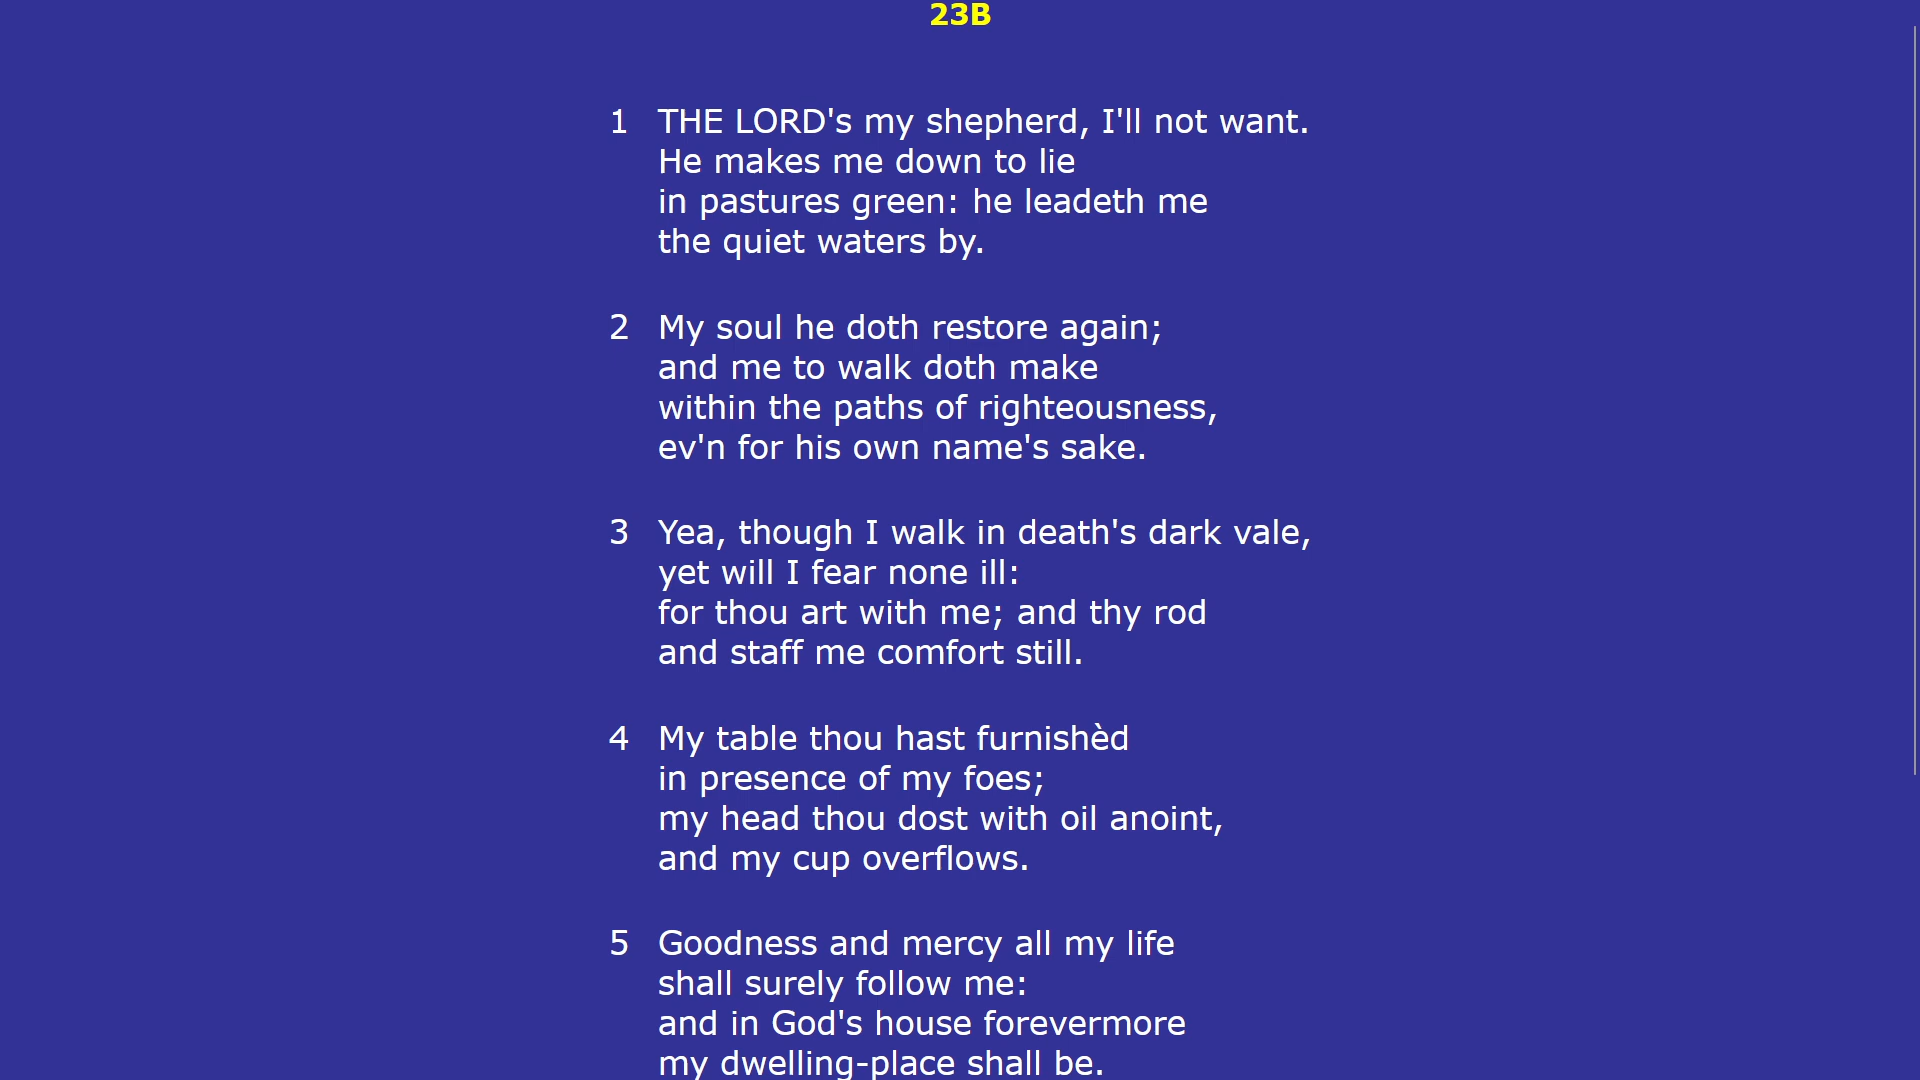 23B
1 THE LORD's my shepherd, I'll not want.
He makes me down to lie
in pastures green: he leadeth me
the quiet waters by.
2 My soul he doth restore again;
and me to walk doth make
within the paths of righteousness,
ev'n for his own name's sake.
3 Yea, though I walk in death's dark vale,
yet will I fear none ill:
for thou art with me; and thy rod
and staff me comfort still.
4 My table thou hast furnishèd
in presence of my foes;
my head thou dost with oil anoint,
and my cup overflows.
5 Goodness and mercy all my life
shall surely follow me:
and in God's house forevermore
my dwelling-place shall be.